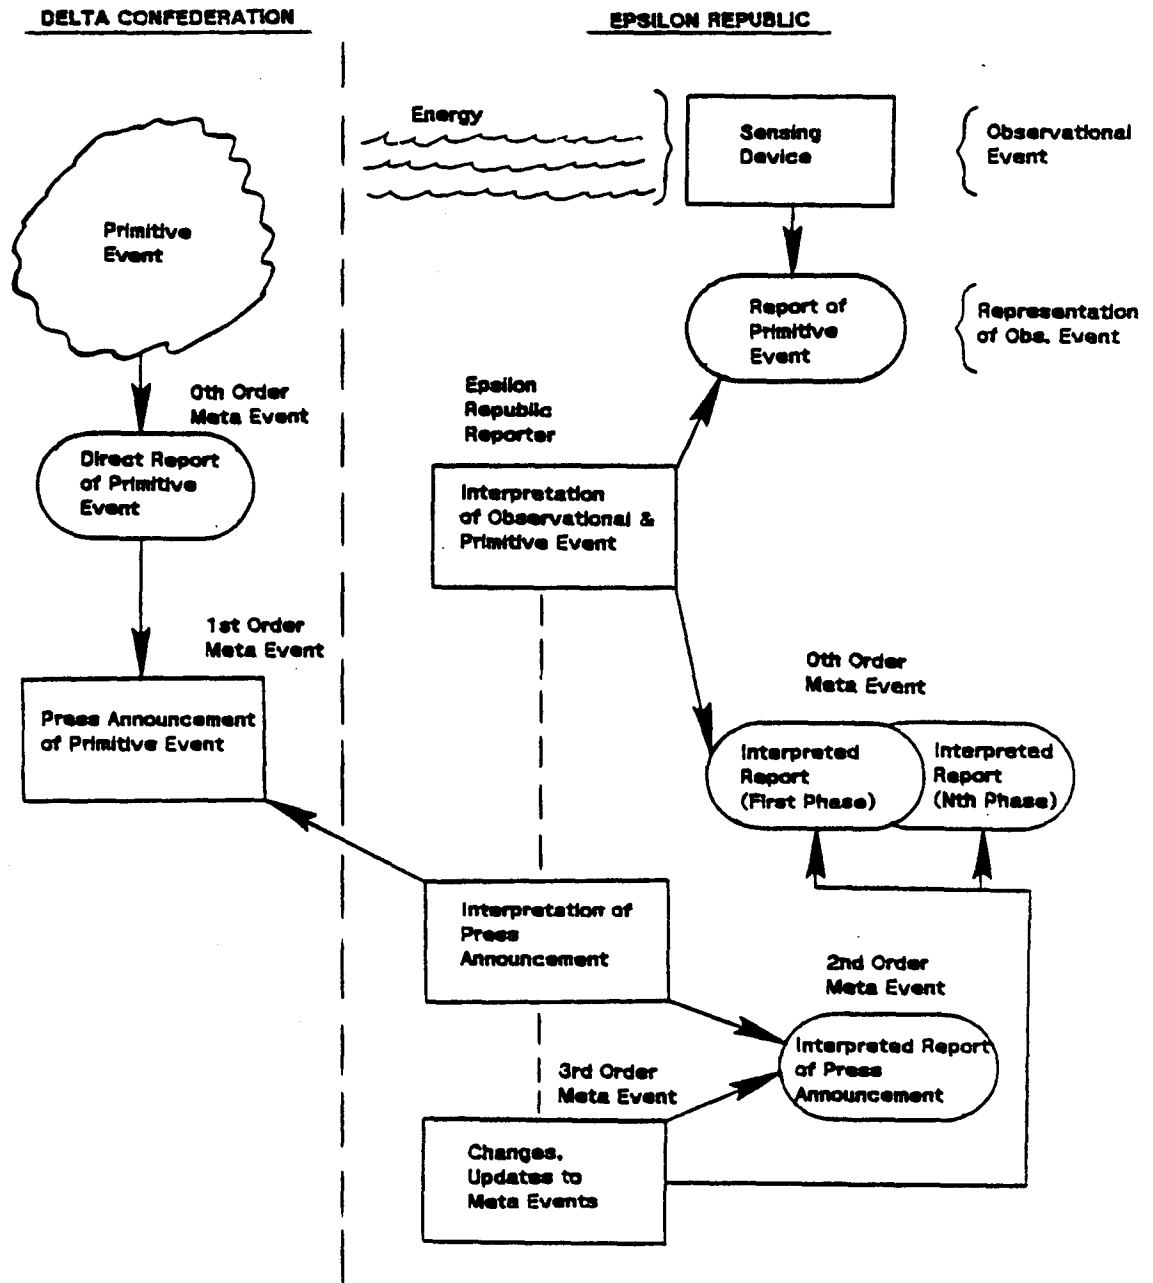 DELTA CONFEDERATION
EPSILON REPUBLIC
Energy
Sensing
Device
Observational
Event
Primitive
Event
Report of
Primitive
Event
Representation
of Obs. Event
0th Order
Meta Event
Epsilon
Republic
Reporter
Direct Report
of Primitive
Event
Interpretation
of Observational &
Primitive Event
1st Order
Meta Event
0th Order
Meta Event
Press Announcement
of Primitive Event
Interpreted
Report
(First Phase)
Interpreted
Report
(Nth Phase)
Interpretation of
Press
Announcement
2nd Order
Meta Event
Interpreted Report
of Press
Announcement
3rd Order
Meta Event
Changes,
Updates to
Meta Events